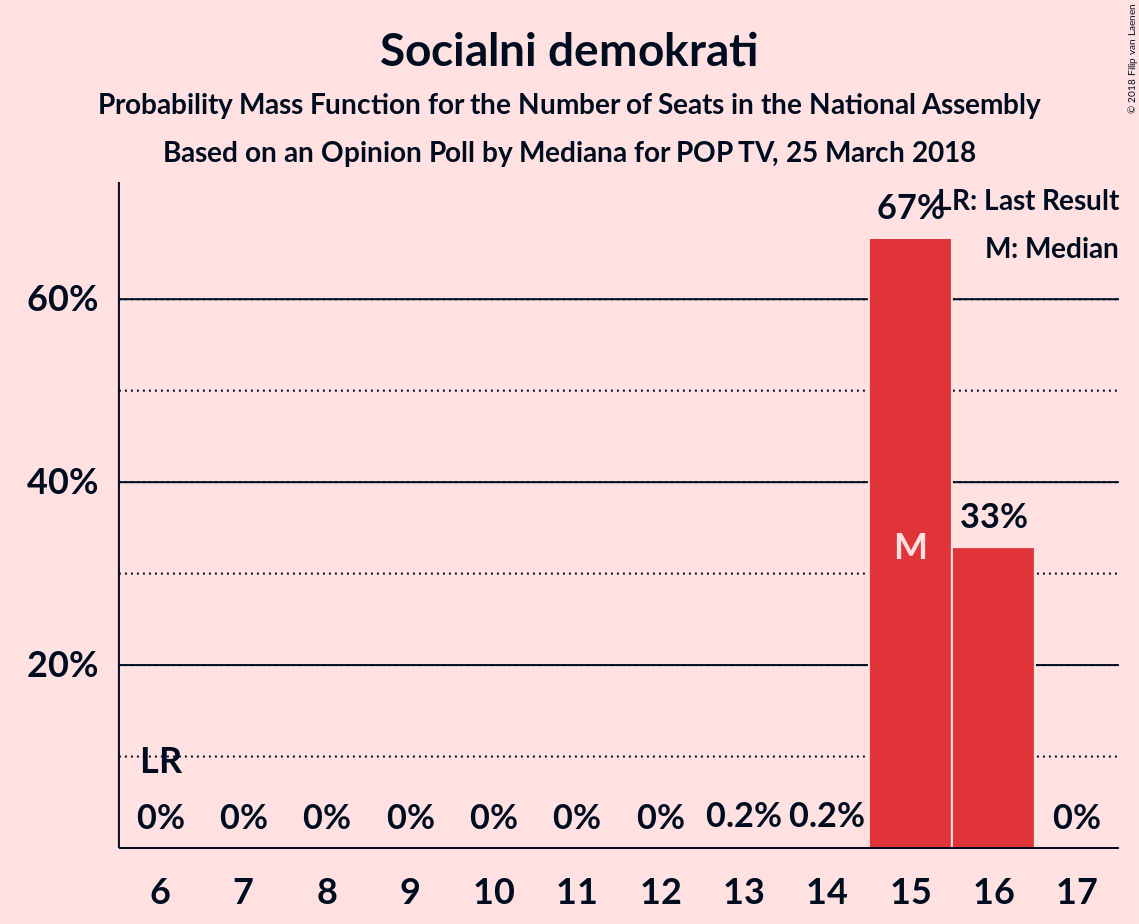 Socialni demokrati
Probability Mass Function for the Number of Seats in the National Assembly
Based on an Opinion Poll by Mediana for POP TV, 25 March 2018
© 2018 Filip van Laenen
LR: Last Result
M: Median
60%
40%
20%
67%
33%
M
LR
0% 0% 0% 0% 0% 0% 0% 0.2% 0.2% 0%
6 7 8 9 10 11 12 13 14 15 16 17